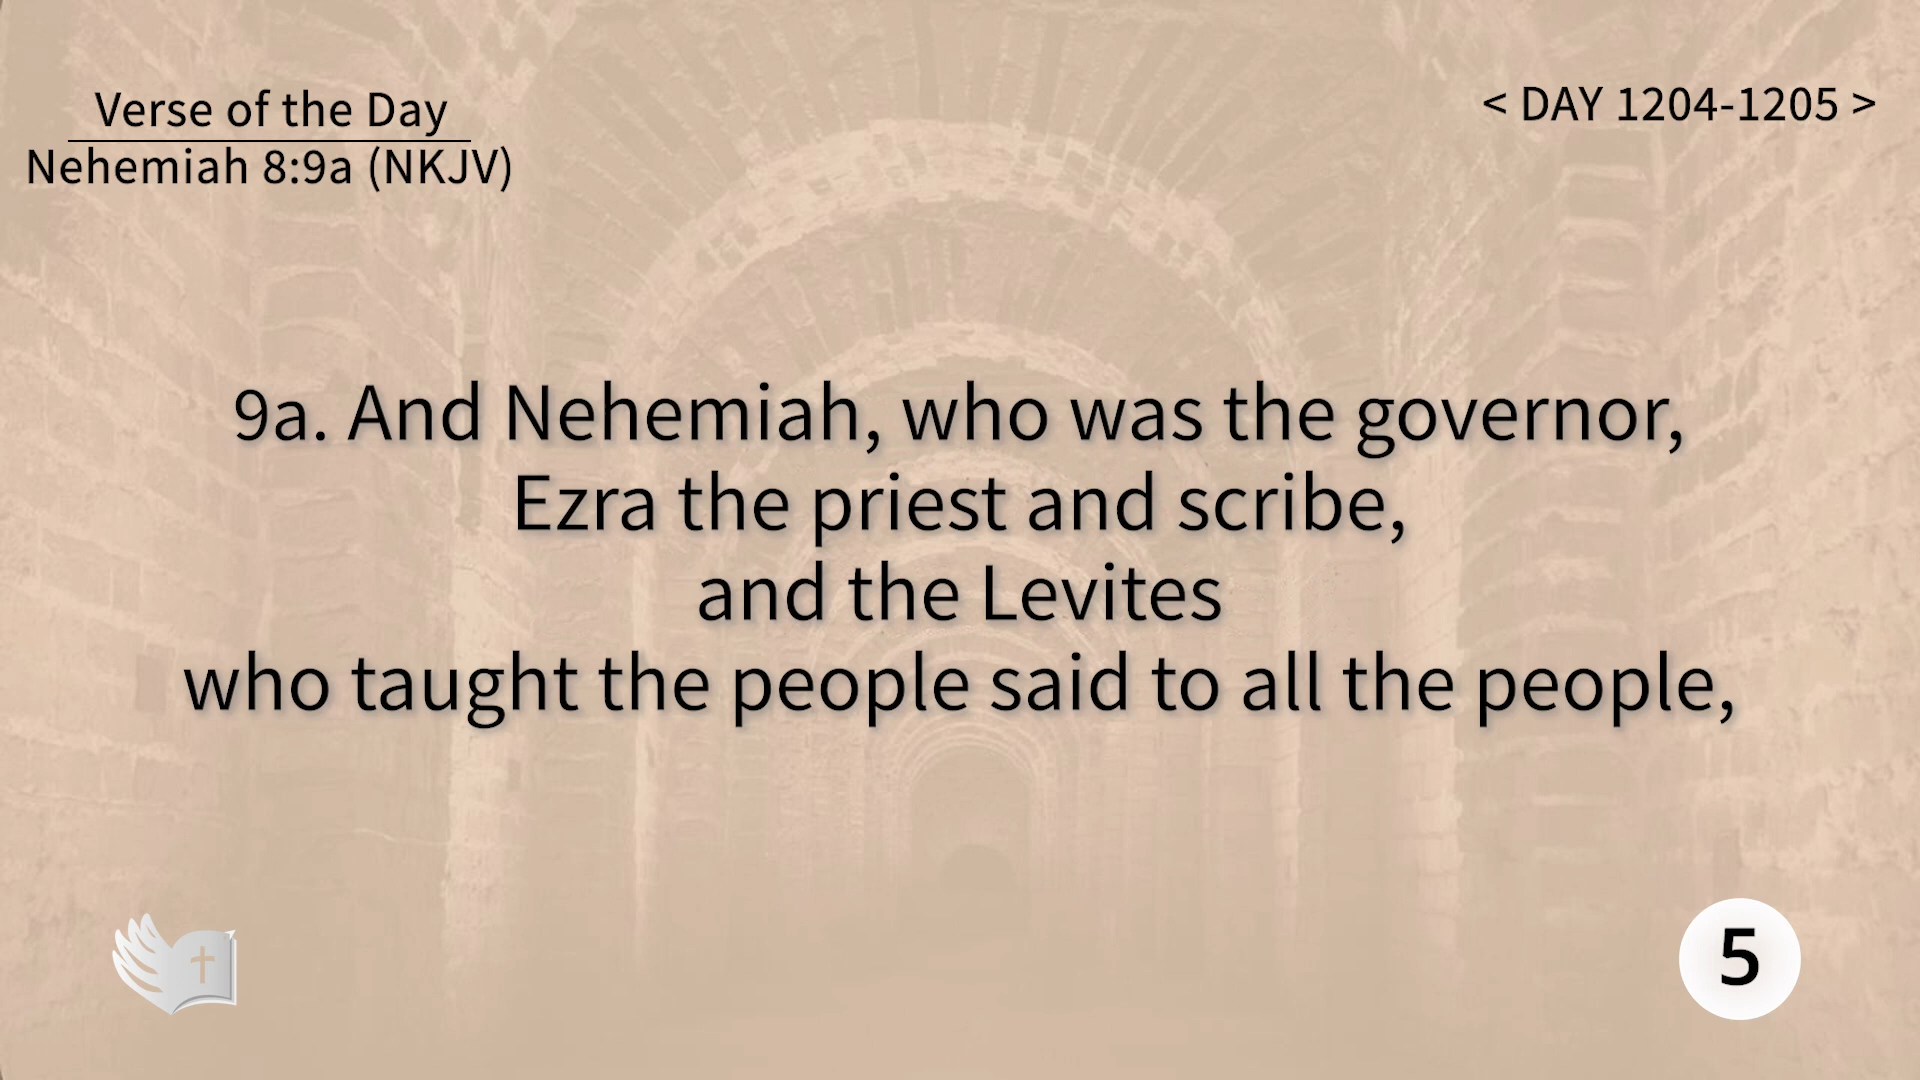 Verse of the Day
Nehemiah 8:9a (NKJV)
< DAY 1204-1205 >
9a. And Nehemiah, who was the governor,
Ezra the priest and scribe,
and the Levites
who taught the people said to all the people,
5